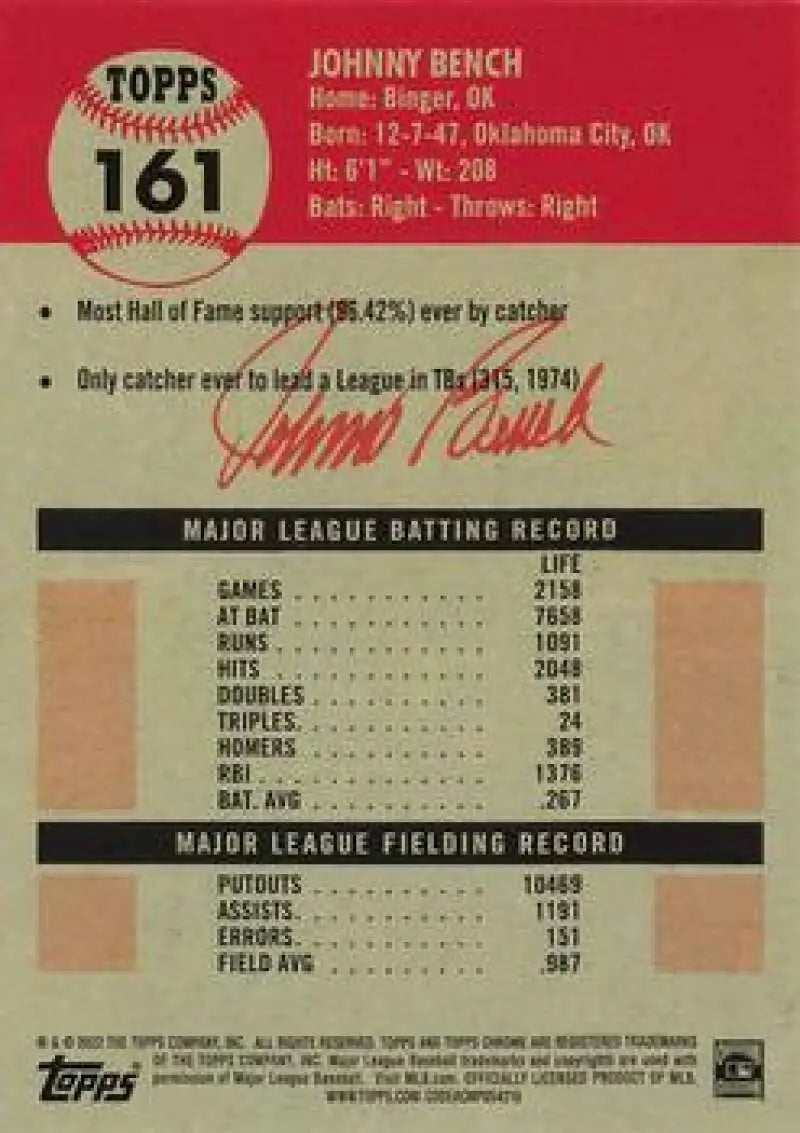 TOPPS
161
JOHNNY BENCH
Home: Binger, OK
Born: 12-7-47, Oklahoma City, OK
Ht: 6'1" - Wt: 208
Bats: Right - Throws: Right
• Most Hall of Fame support (96.42%) ever by catcher
• Only catcher ever to lead a League in TBs (315, 1974)
Johnny Bench
MAJOR LEAGUE BATTING RECORD
LIFE
GAMES . . . . . . . . . . . 2158
AT BAT . . . . . . . . . . . 7658
RUNS . . . . . . . . . . . . 1091
HITS . . . . . . . . . . . . 2048
DOUBLES . . . . . . . . . . 381
TRIPLES. . . . . . . . . . . 24
HOMERS . . . . . . . . . . 389
RBI . . . . . . . . . . . . . 1376
BAT. AVG . . . . . . . . . . .267
MAJOR LEAGUE FIELDING RECORD
PUTOUTS . . . . . . . . . . 10469
ASSISTS. . . . . . . . . . . 1191
ERRORS. . . . . . . . . . . 151
FIELD AVG . . . . . . . . . .987
® & © 2022 THE TOPPS COMPANY, INC. ALL RIGHTS RESERVED. TOPPS AND TOPPS CHROME ARE REGISTERED TRADEMARKS
OF THE TOPPS COMPANY, INC. Major League Baseball trademarks and copyrights are used with
permission of Major League Baseball. Visit MLB.com. OFFICIALLY LICENSED PRODUCT OF MLB.
WWW.TOPPS.COM
topps